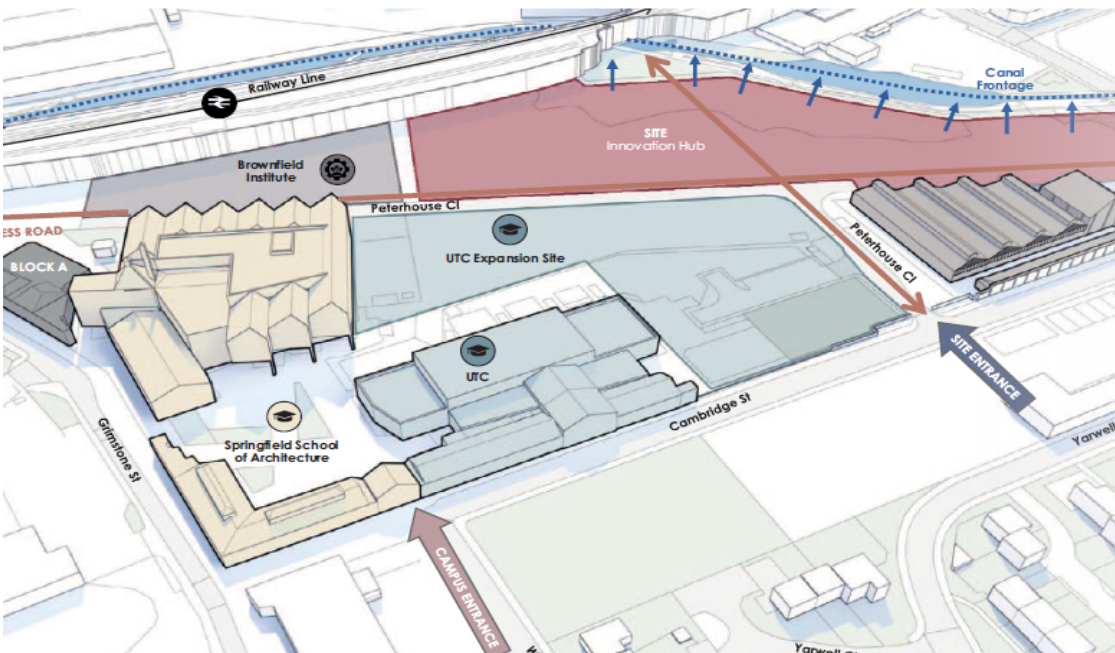 Railway Line
Canal
Frontage
SITE
Innovation Hub
Brownfield
Institute
Peterhouse Cl
ESS ROAD
BLOCK A
UTC Expansion Site
Peterhouse Cl
SITE ENTRANCE
UTC
Cambridge St
Yarwell
Grimstone St
Springfield School
of Architecture
CAMPUS ENTRANCE
W
Yarwell